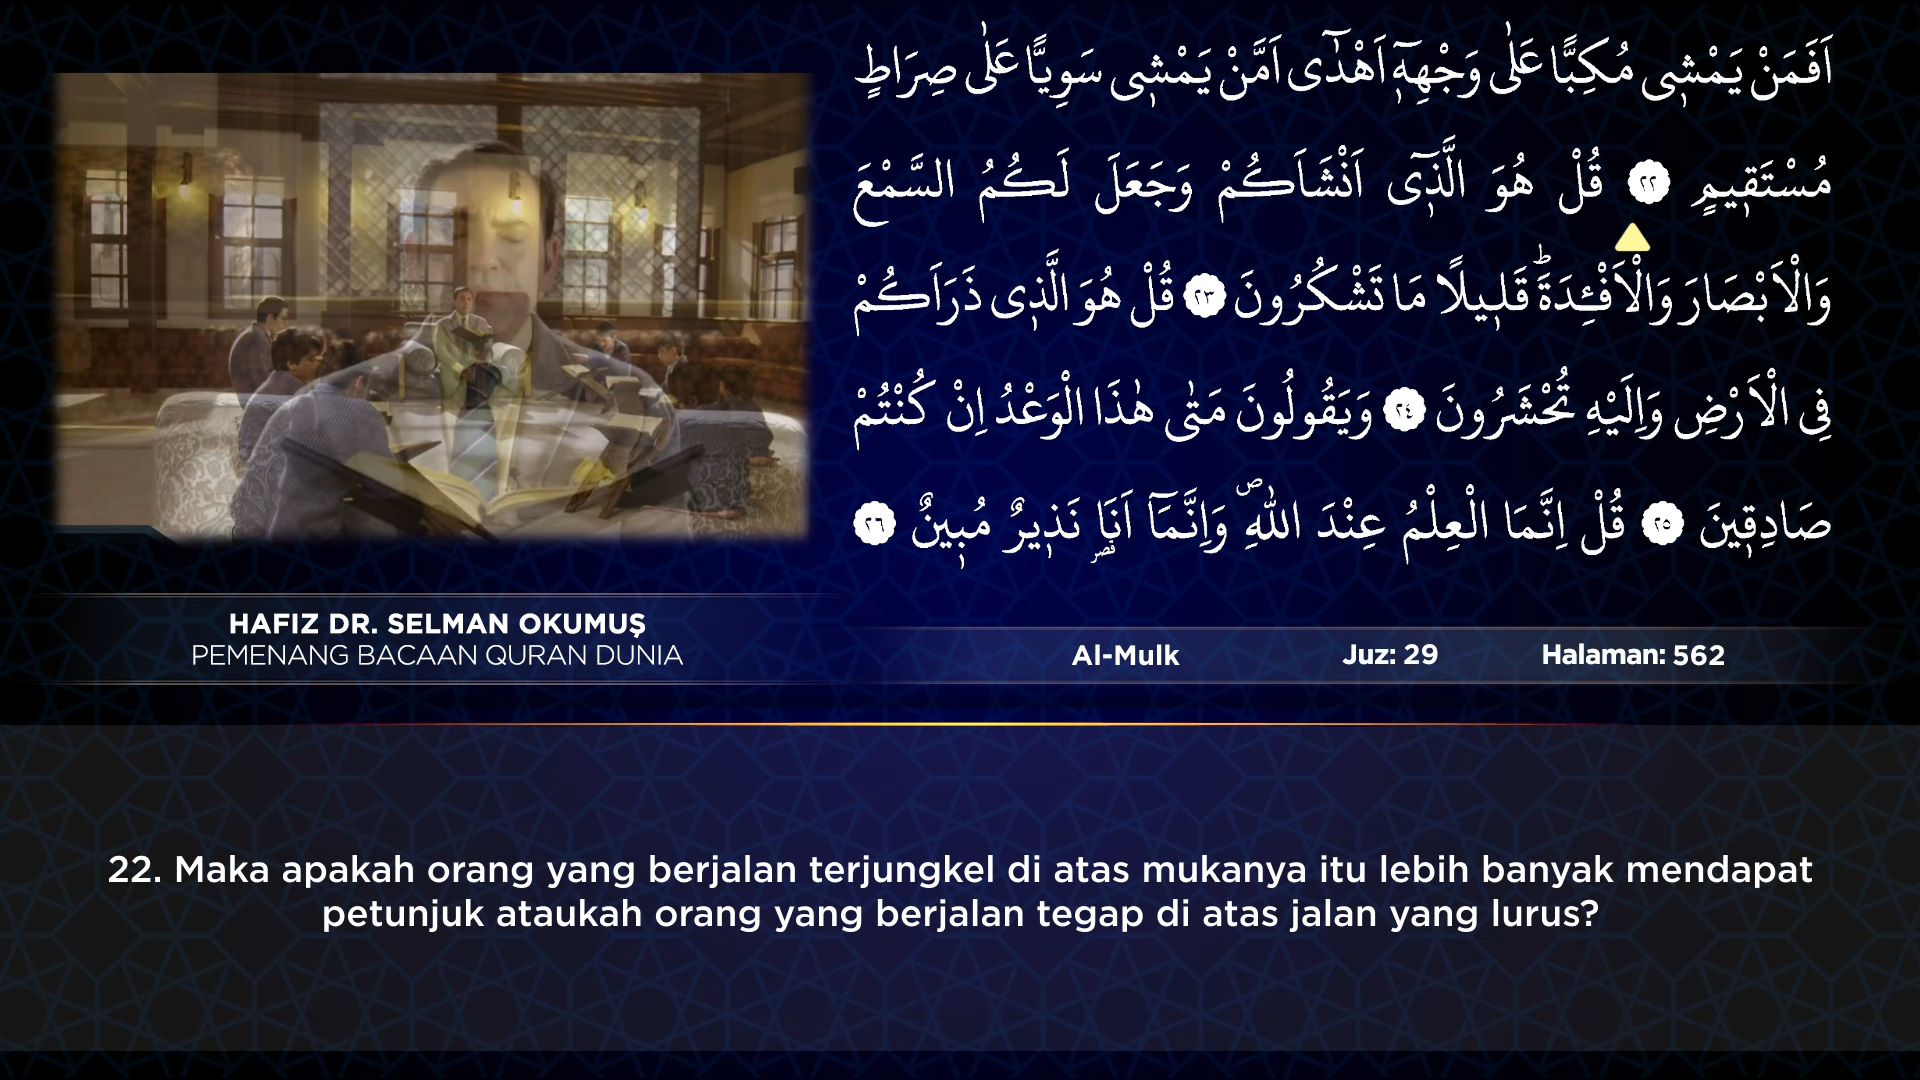 اَفَمَنْ يَمْشٖي مُكِبًّا عَلٰى وَجْهِهٖٓ اَهْدٰٓى اَمَّنْ يَمْشٖي سَوِيًّا عَلٰى صِرَاطٍ
مُسْتَقٖيمٍ ٢٢ قُلْ هُوَ الَّذٖٓي اَنْشَاَكُمْ وَجَعَلَ لَكُمُ السَّمْعَ
وَالْاَبْصَارَ وَالْاَفْـِٔدَةَؕ قَلٖيلًا مَا تَشْكُرُونَ ٢٣ قُلْ هُوَ الَّذٖي ذَرَاَكُمْ
فِي الْاَرْضِ وَاِلَيْهِ تُحْشَرُونَ ٢٤ وَيَقُولُونَ مَتٰى هٰذَا الْوَعْدُ اِنْ كُنْتُمْ
صَادِقٖينَ ٢٥ قُلْ اِنَّمَا الْعِلْمُ عِنْدَ اللّٰهِ ص وَاِنَّمَٓا اَنَا۬ قصر نَذٖيرٌ مُبٖينٌ ٢٦
HAFIZ DR. SELMAN OKUMUŞ
PEMENANG BACAAN QURAN DUNIA
Al-Mulk Juz: 29 Halaman: 562
22. Maka apakah orang yang berjalan terjungkel di atas mukanya itu lebih banyak mendapat
petunjuk ataukah orang yang berjalan tegap di atas jalan yang lurus?